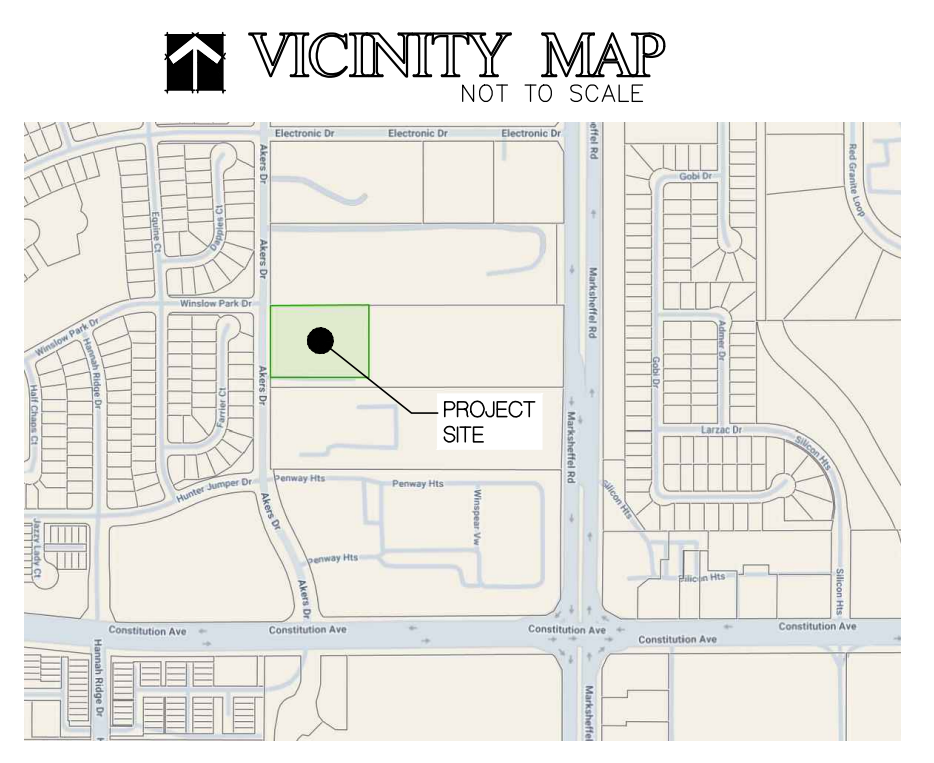 VICINITY MAP
NOT TO SCALE
Electronic Dr
Electronic Dr
Electronic Dr
effel Rd
Akers Dr
Red Granite Loop
Gobi Dr
Equine Ct
Dapples Ct
Akers Dr
Marksheffel Rd
Winslow Park Dr
Winslow Park Dr
Hannah Ridge Dr
Admer Dr
Gobi Dr
Half Chaps Ct
Farrier Ct
Akers Dr
PROJECT
SITE
Marksheffel Rd
Larzac Dr
Silicon Hts
Hunter Jumper Dr
Penway Hts
Penway Hts
Akers Dr
Winspear Vw
Silicon Hts
Jazzy Lady Ct
Penway Hts
Silicon Hts
Silicon Hts
Akers Dr
Constitution Ave
Constitution Ave
Constitution Ave
Constitution Ave
Constitution Ave
Hannah Ridge Dr
Marksheffel
H